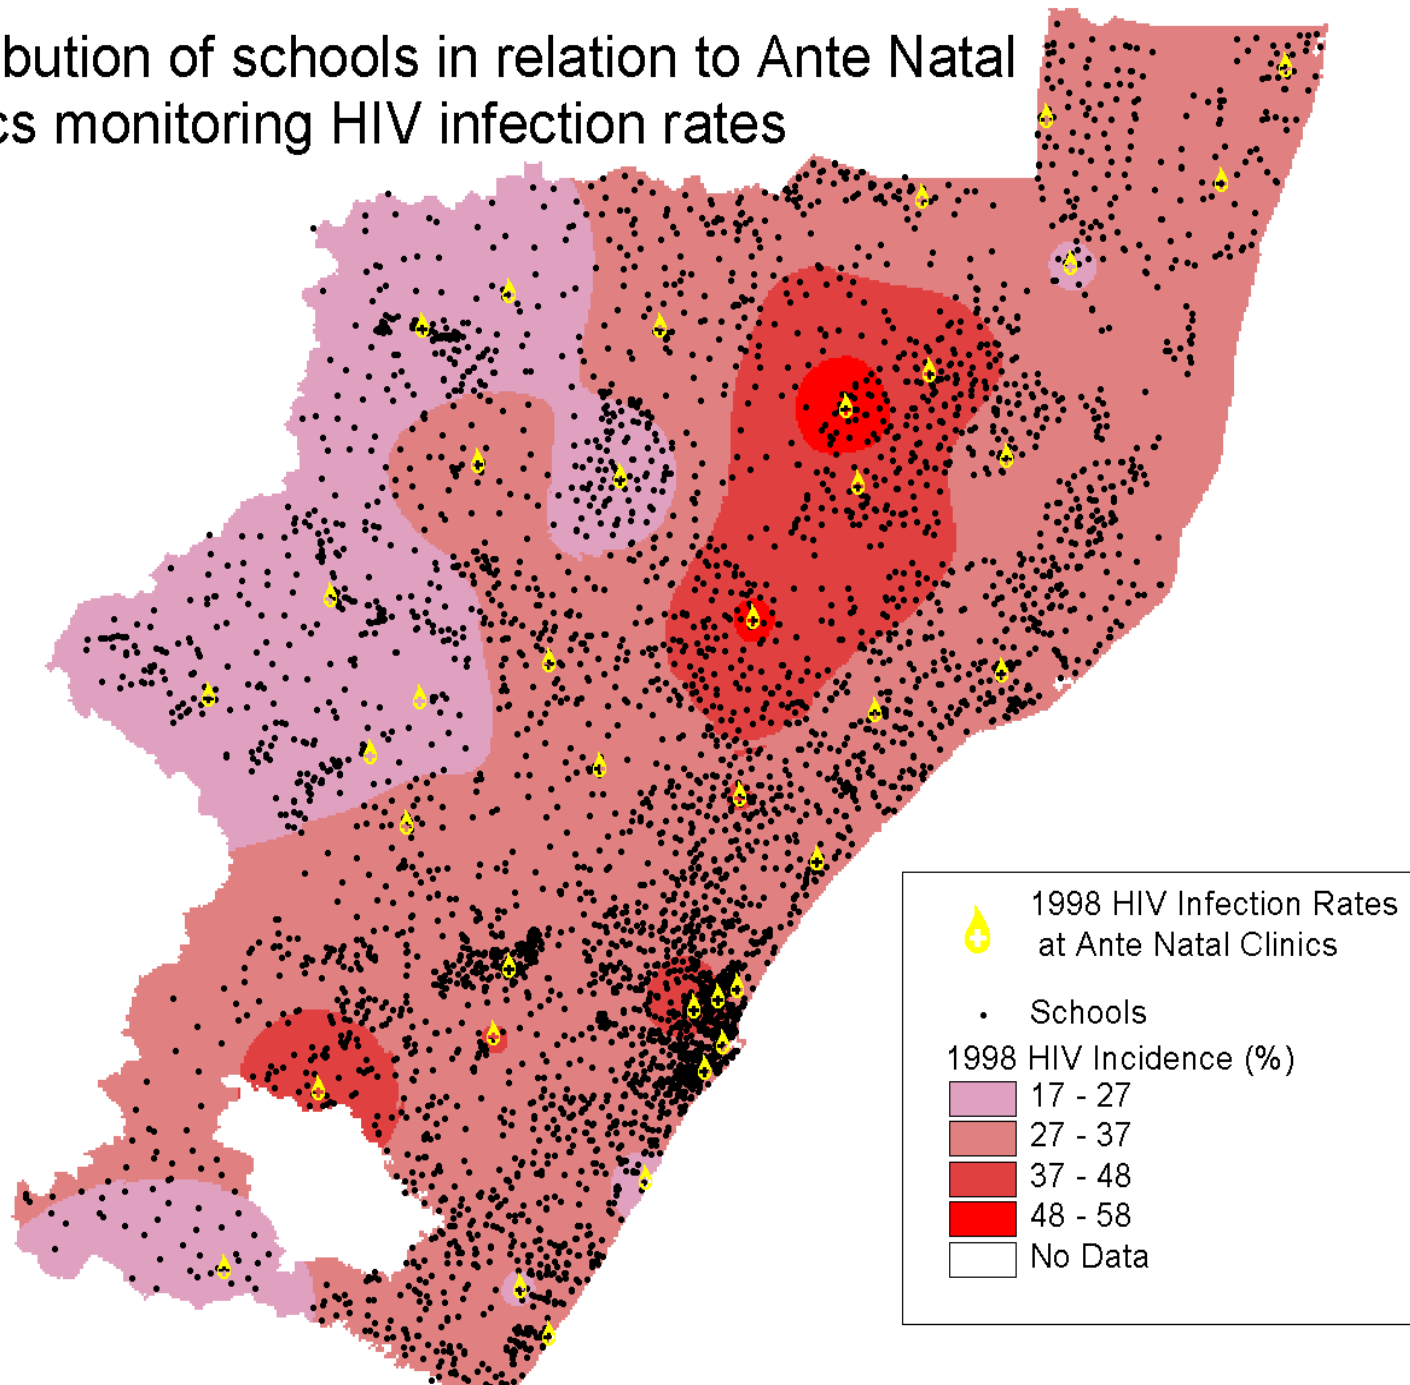 bution of schools in relation to Ante Natal
cs monitoring HIV infection rates
1998 HIV Infection Rates
at Ante Natal Clinics
Schools
1998 HIV Incidence (%)
17 - 27
27 - 37
37 - 48
48 - 58
No Data